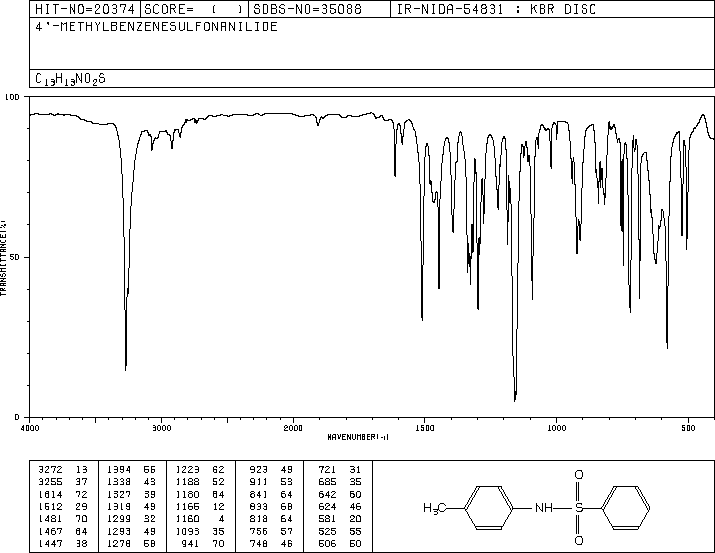 HIT-NO=20374 SCORE= ( ) SDBS-NO=35088 IR-NIDA-54831 : KBR DISC
4'-METHYLBENZENESULFONANILIDE
C13H13NO2S
100
50
0
TRANSMITTANCE(%)
4000 3000 2000 1500 1000 500
WAVENUMBER(-1)
3272 13 1394 56 1223 62 923 49 721 31
3255 37 1338 43 1188 52 911 53 685 35
1614 72 1327 39 1180 64 841 64 642 60
1512 29 1319 49 1165 12 833 68 624 46
1481 70 1299 32 1160 4 818 64 581 20
1467 64 1293 49 1093 35 756 57 525 55
1447 38 1278 58 941 70 748 46 506 50
O
H3C NH S
O